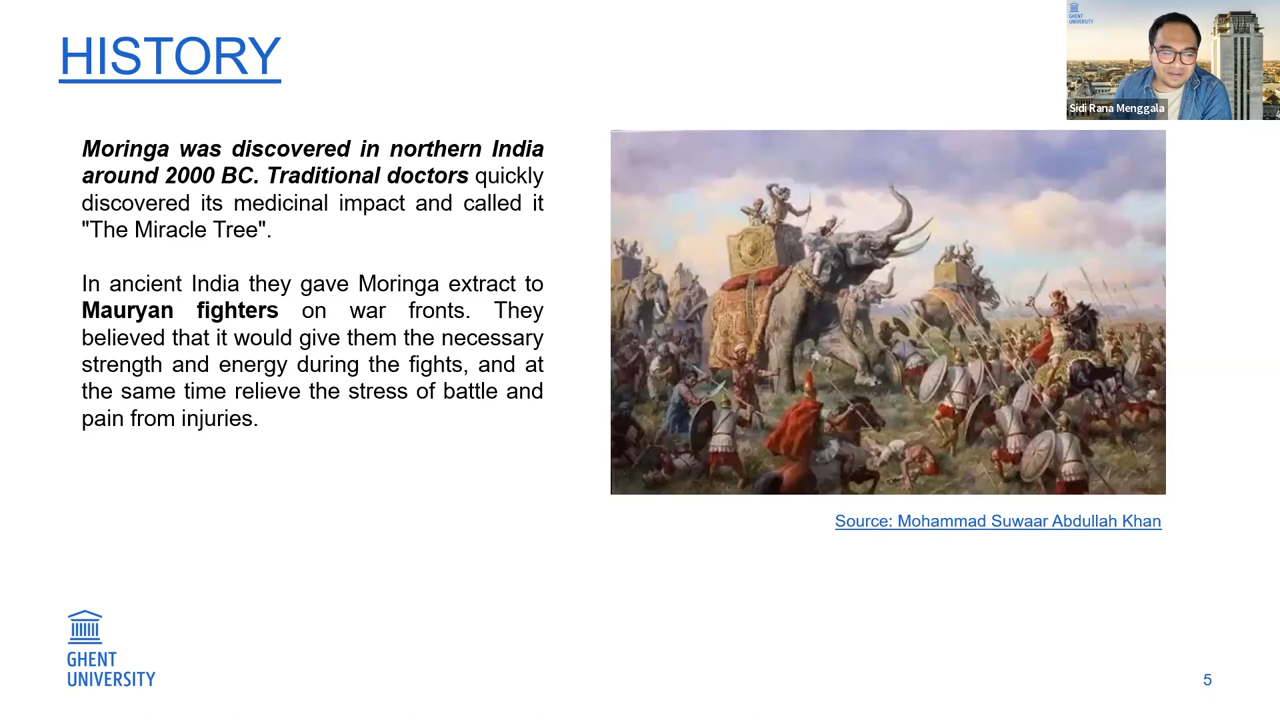 HISTORY
GHENT
UNIVERSITY
Sidi Rana Menggala
Moringa was discovered in northern India
around 2000 BC. Traditional doctors quickly
discovered its medicinal impact and called it
"The Miracle Tree".
In ancient India they gave Moringa extract to
Mauryan fighters on war fronts. They
believed that it would give them the necessary
strength and energy during the fights, and at
the same time relieve the stress of battle and
pain from injuries.
Source: Mohammad Suwaar Abdullah Khan
GHENT
UNIVERSITY
5